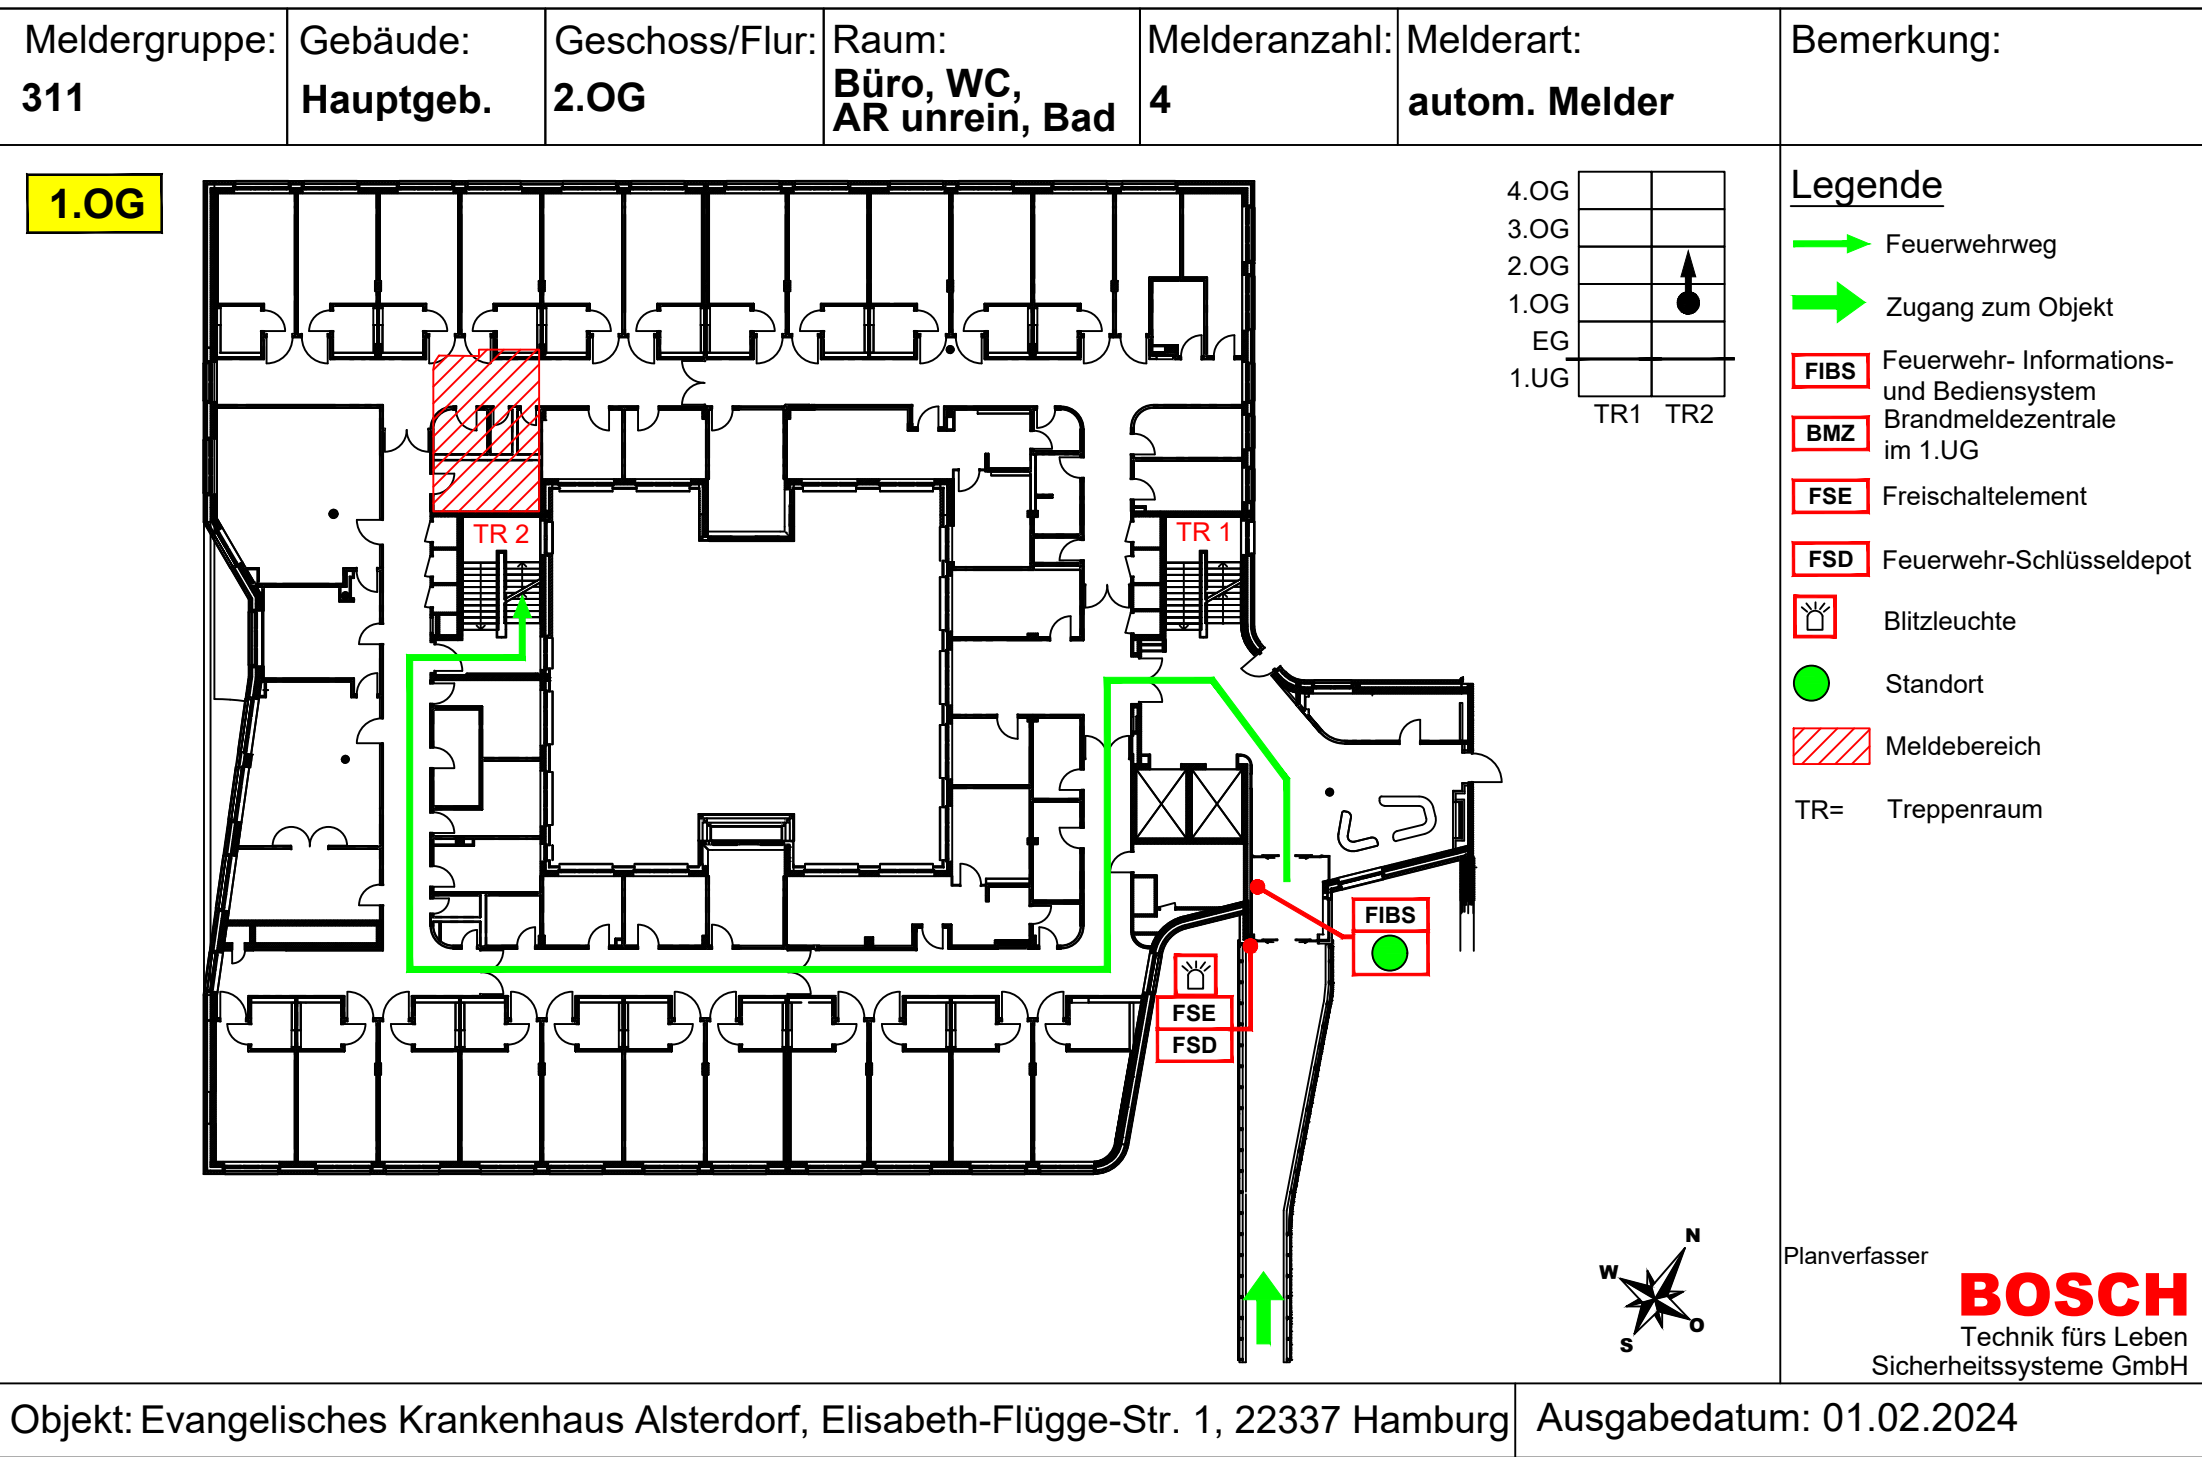 Meldergruppe:
311
Gebäude:
Hauptgeb.
Geschoss/Flur:
2.OG
Raum:
Büro, WC,
AR unrein, Bad
Melderanzahl:
4
Melderart:
autom. Melder
Bemerkung:
1.OG
4.OG
3.OG
2.OG
1.OG
EG
1.UG
TR1 TR2
TR 2
TR 1
FIBS
FSE
FSD
Legende
Feuerwehrweg
Zugang zum Objekt
FIBS Feuerwehr- Informations-
und Bediensystem
BMZ Brandmeldezentrale
im 1.UG
FSE Freischaltelement
FSD Feuerwehr-Schlüsseldepot
Blitzleuchte
Standort
Meldebereich
TR= Treppenraum
N
W
O
S
Planverfasser
BOSCH
Technik fürs Leben
Sicherheitssysteme GmbH
Objekt: Evangelisches Krankenhaus Alsterdorf, Elisabeth-Flügge-Str. 1, 22337 Hamburg
Ausgabedatum: 01.02.2024